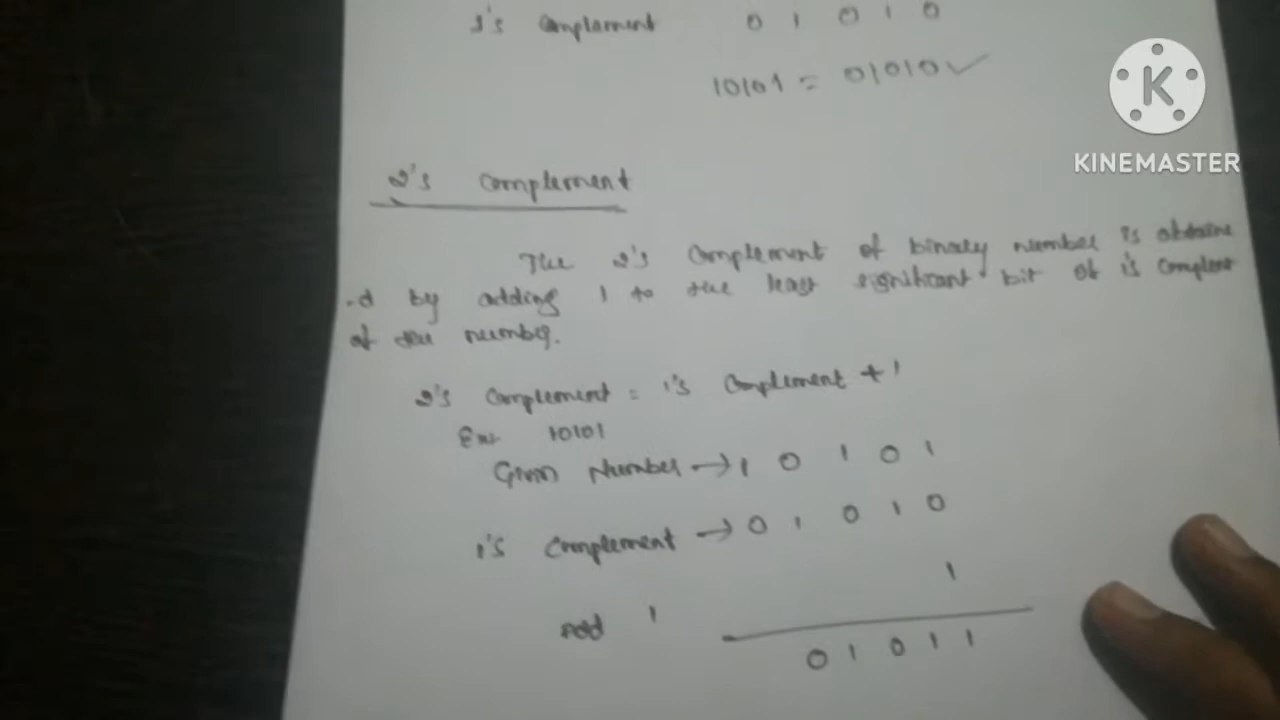 1's Complement 0 1 0 1 0
10101 = 01010 ✓
K
KINEMASTER
2's Complement
The 2's Complement of binary number is obtaine
-d by adding 1 to the least significant bit of 1's Complent
of the number.
2's Complement = 1's Complement + 1
Ex:- 10101
Given Number → 1 0 1 0 1
1's Complement → 0 1 0 1 0
1
Add 1
0 1 0 1 1